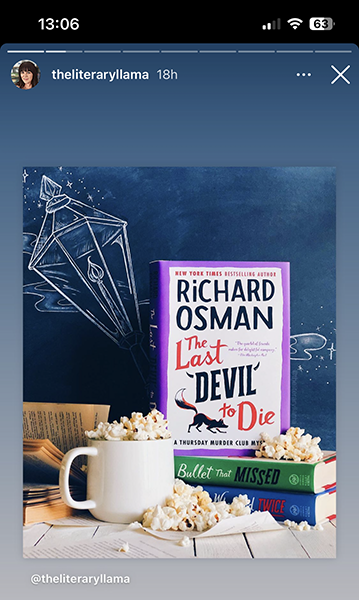 13:06
63
theliteraryllama 18h
NEW YORK TIMES BESTSELLING AUTHOR
RiCHARD
OSMAN
The
Last
'DEVIL'
to Die
A THURSDAY MURDER CLUB MY
Bullet That MISSED
TWICE
@theliteraryllama